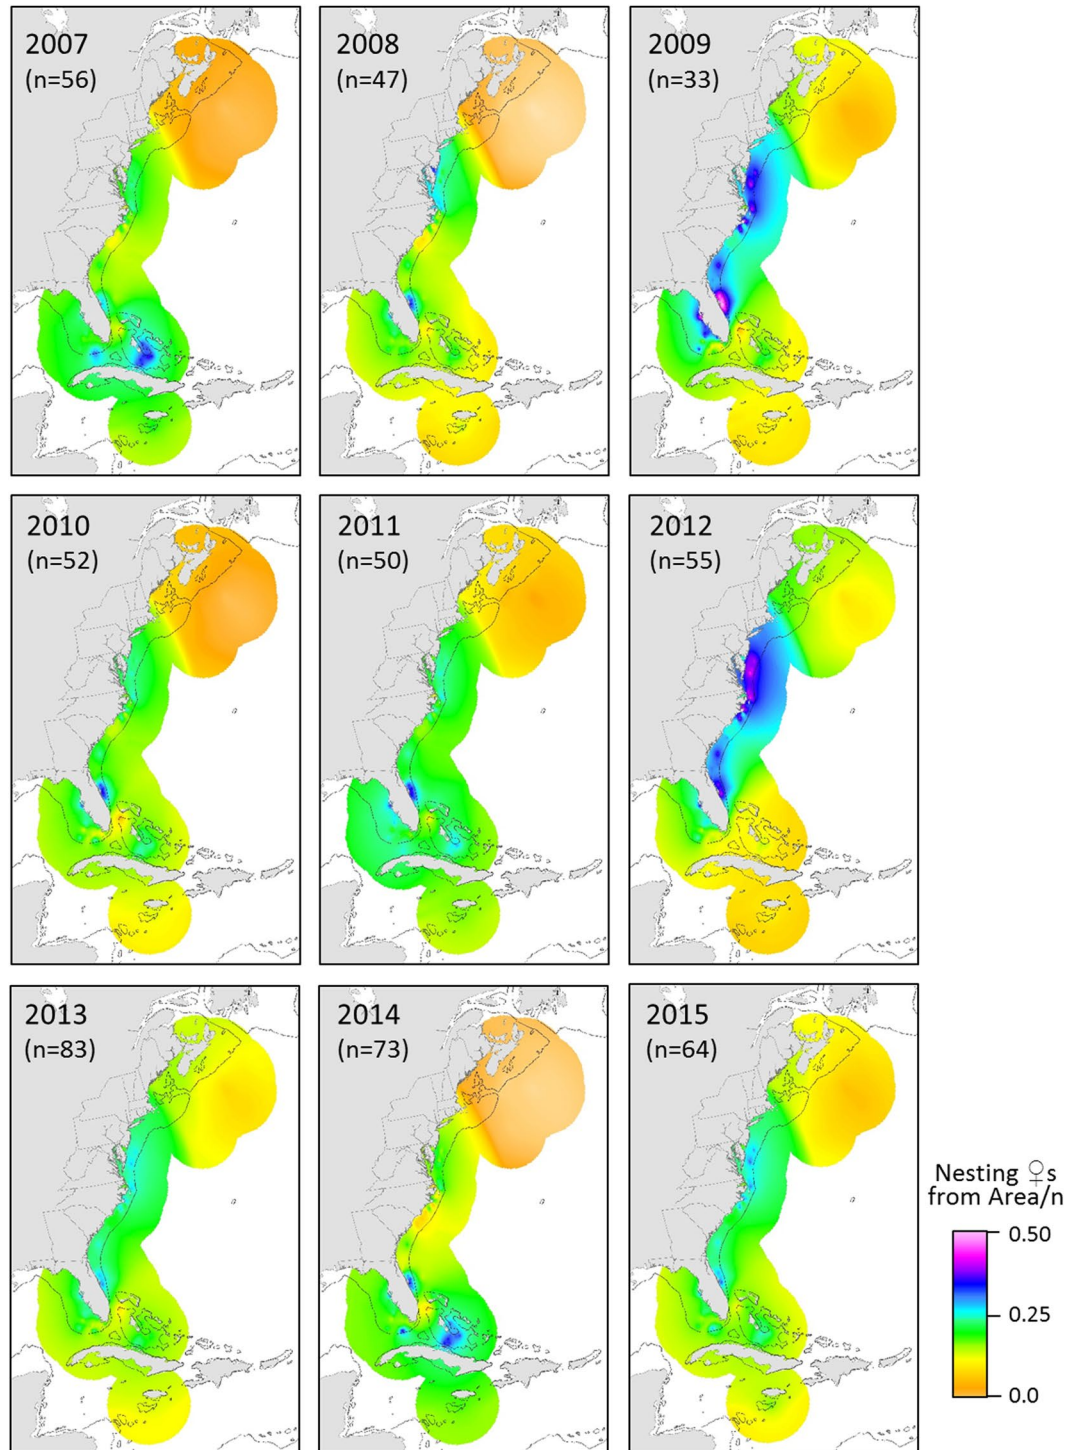 2007
(n=56)
2008
(n=47)
2009
(n=33)
2010
(n=52)
2011
(n=50)
2012
(n=55)
2013
(n=83)
2014
(n=73)
2015
(n=64)
Nesting ♀s
from Area/n
0.50
0.25
0.0